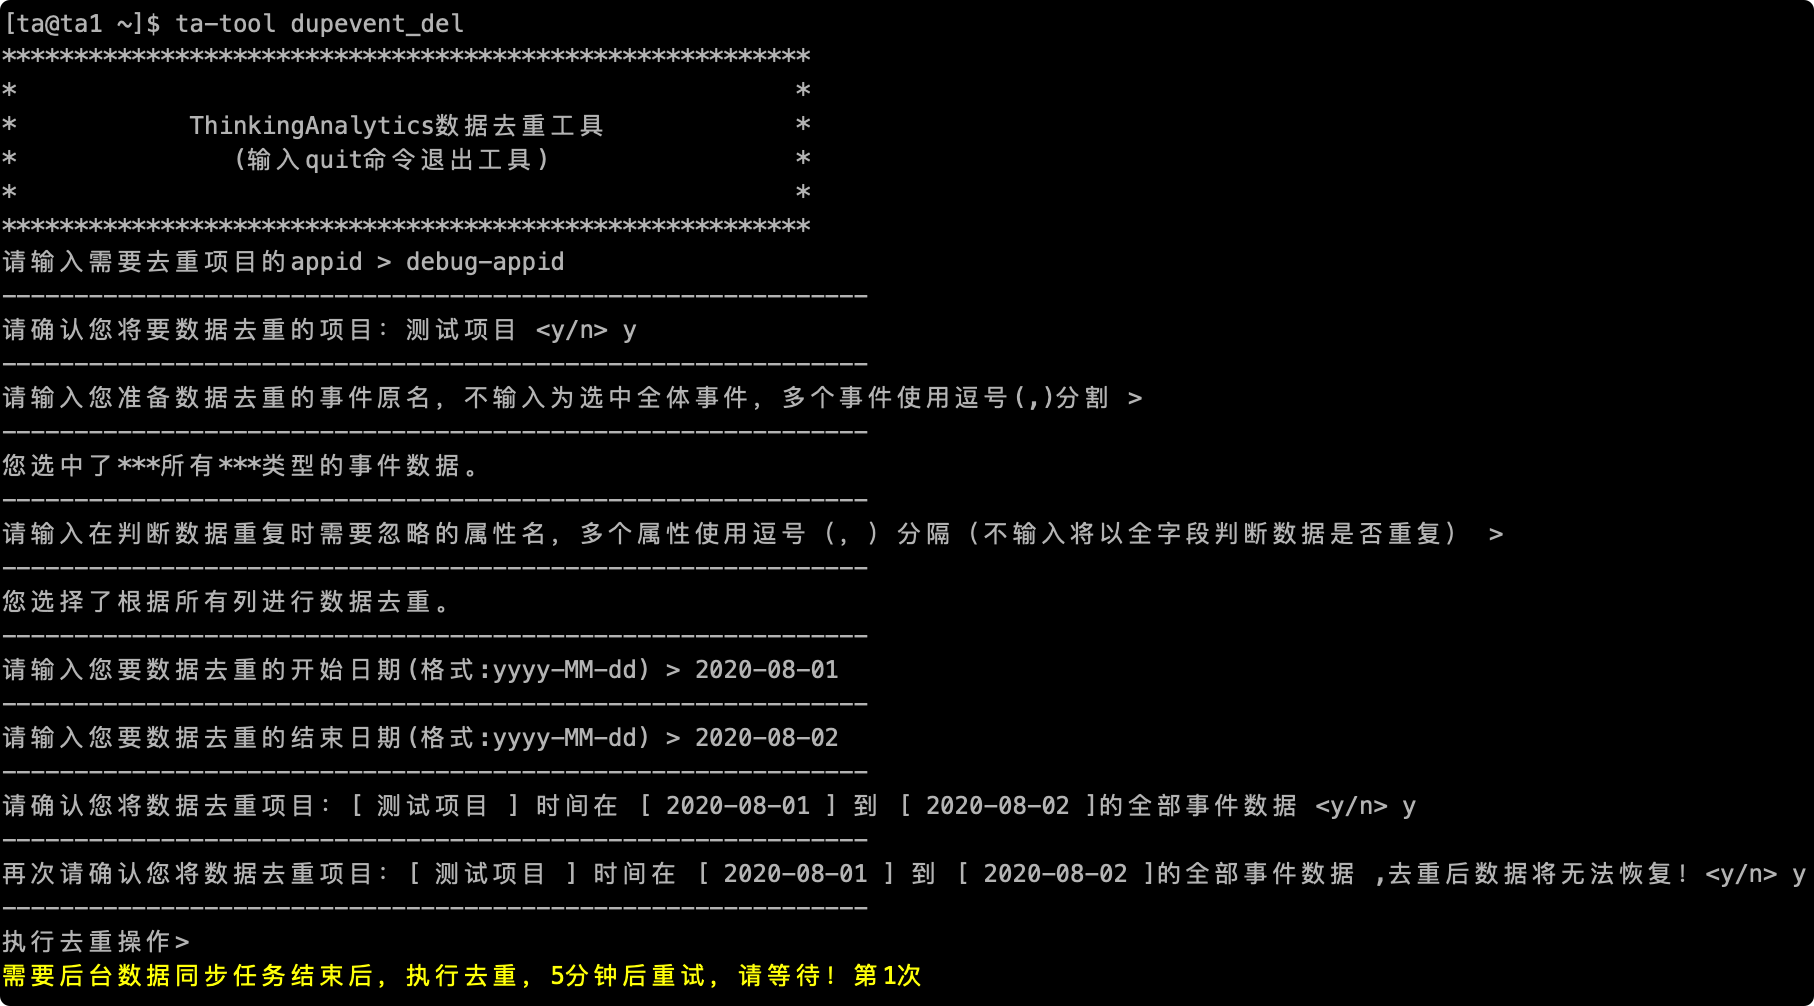 [ta@ta1 ~]$ ta-tool dupevent_del
********************************************************
*                                                      *
*            ThinkingAnalytics数据去重工具             *
*               (输入quit命令退出工具)                 *
*                                                      *
********************************************************
请输入需要去重项目的appid > debug-appid
------------------------------------------------------------
请确认您将要数据去重的项目: 测试项目 <y/n> y
------------------------------------------------------------
请输入您准备数据去重的事件原名, 不输入为选中全体事件, 多个事件使用逗号(,)分割 >
------------------------------------------------------------
您选中了***所有***类型的事件数据。
------------------------------------------------------------
请输入在判断数据重复时需要忽略的属性名, 多个属性使用逗号 (, ) 分隔 (不输入将以全字段判断数据是否重复) >
------------------------------------------------------------
您选择了根据所有列进行数据去重。
------------------------------------------------------------
请输入您要数据去重的开始日期(格式:yyyy-MM-dd) > 2020-08-01
------------------------------------------------------------
请输入您要数据去重的结束日期(格式:yyyy-MM-dd) > 2020-08-02
------------------------------------------------------------
请确认您将数据去重项目: [ 测试项目 ] 时间在 [ 2020-08-01 ] 到 [ 2020-08-02 ]的全部事件数据 <y/n> y
------------------------------------------------------------
再次请确认您将数据去重项目: [ 测试项目 ] 时间在 [ 2020-08-01 ] 到 [ 2020-08-02 ]的全部事件数据 ,去重后数据将无法恢复! <y/n> y
------------------------------------------------------------
执行去重操作>
需要后台数据同步任务结束后, 执行去重, 5分钟后重试, 请等待! 第1次